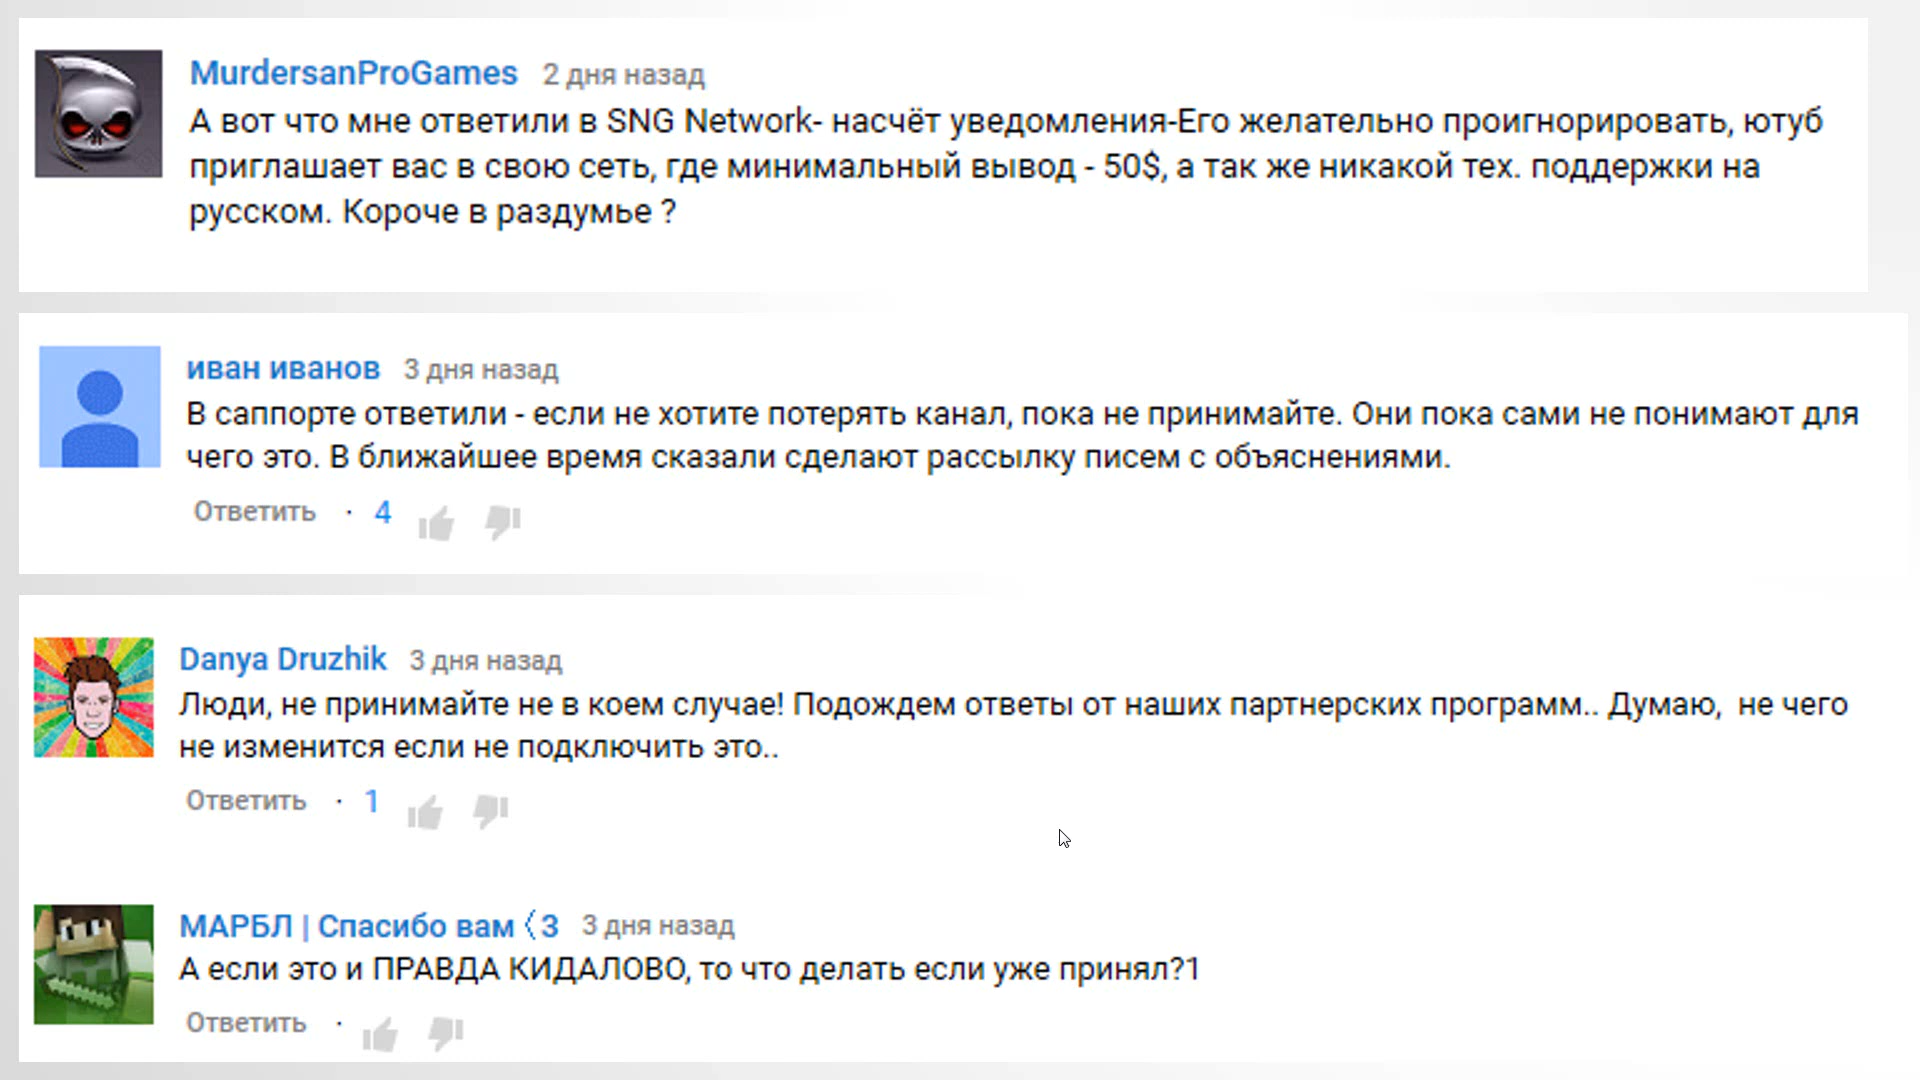 MurdersanProGames 2 дня назад
А вот что мне ответили в SNG Network- насчёт уведомления-Его желательно проигнорировать, ютуб
приглашает вас в свою сеть, где минимальный вывод - 50$, а так же никакой тех. поддержки на
русском. Короче в раздумье ?
иван иванов 3 дня назад
В саппорте ответили - если не хотите потерять канал, пока не принимайте. Они пока сами не понимают для
чего это. В ближайшее время сказали сделают рассылку писем с объяснениями.
Ответить · 4
Danya Druzhik 3 дня назад
Люди, не принимайте не в коем случае! Подождем ответы от наших партнерских программ.. Думаю, не чего
не изменится если не подключить это..
Ответить · 1
МАРБЛ | Спасибо вам 〈3 3 дня назад
А если это и ПРАВДА КИДАЛОВО, то что делать если уже принял?1
Ответить ·